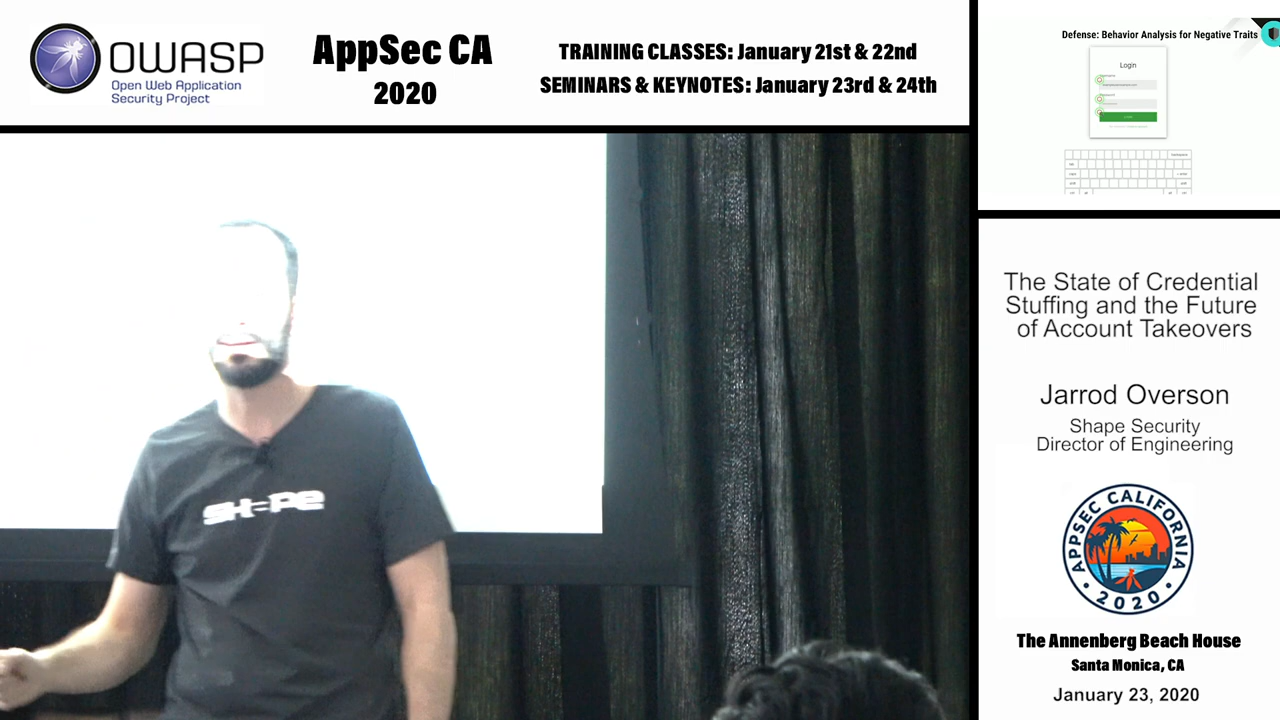 OWASP
Open Web Application
Security Project
AppSec CA
2020
TRAINING CLASSES: January 21st & 22nd
SEMINARS & KEYNOTES: January 23rd & 24th
Defense: Behavior Analysis for Negative Traits
Login
SHAPE
The State of Credential
Stuffing and the Future
of Account Takeovers
Jarrod Overson
Shape Security
Director of Engineering
APPSEC CALIFORNIA
• 2020 •
The Annenberg Beach House
Santa Monica, CA
January 23, 2020